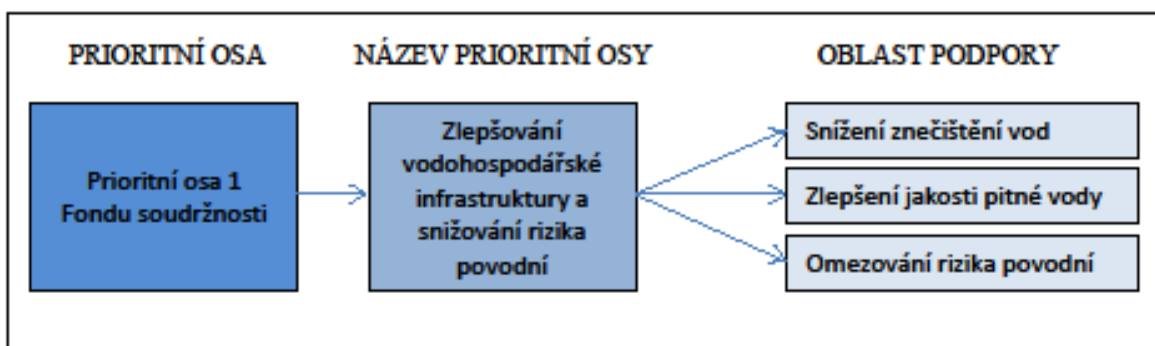 PRIORITNÍ OSA
NÁZEV PRIORITNÍ OSY
OBLAST PODPORY
Prioritní osa 1
Fondu soudržnosti
Zlepšování
vodohospodářské
infrastruktury a
snižování rizika
povodní
Snížení znečištění vod
Zlepšení jakosti pitné vody
Omezování rizika povodní